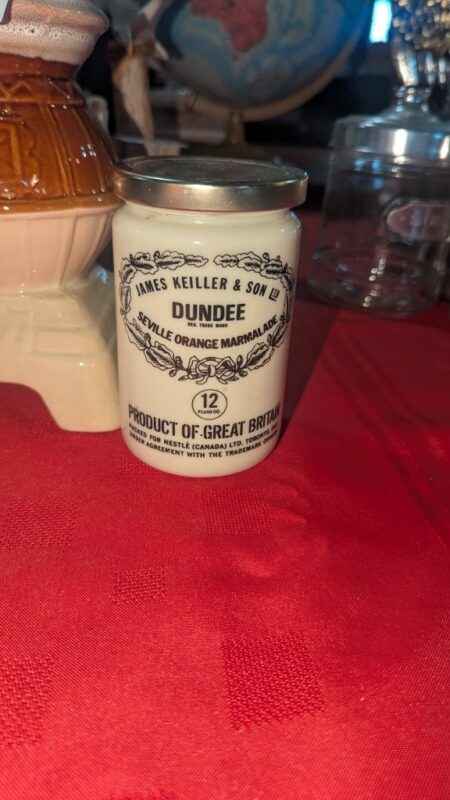 JAMES KEILLER & SON LTD
DUNDEE
REG. TRADE MARK
SEVILLE ORANGE MARMALADE
12
FLUID OZ.
PRODUCT OF GREAT BRITAIN
PACKED FOR NESTLÉ (CANADA) LTD. TORONTO,
UNDER AGREEMENT WITH THE TRADEMARK